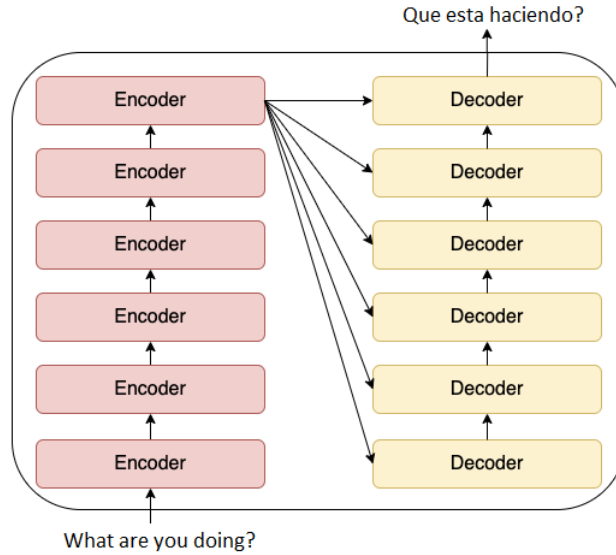 Que esta haciendo?
Encoder
Decoder
Encoder
Decoder
Encoder
Decoder
Encoder
Decoder
Encoder
Decoder
Encoder
Decoder
What are you doing?